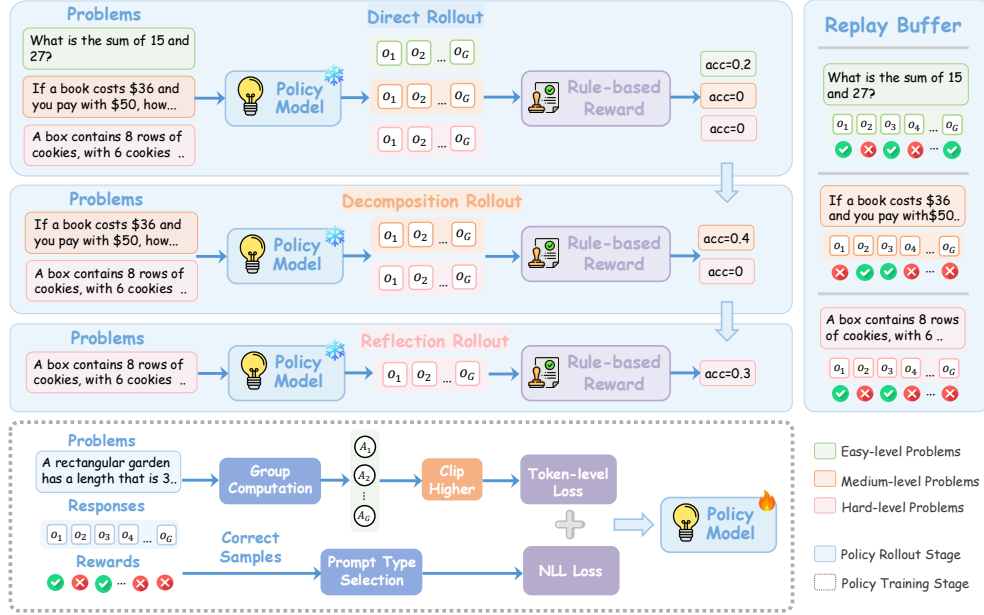 Problems
Direct Rollout
What is the sum of 15 and
27?
If a book costs $36 and
you pay with $50, how...
A box contains 8 rows of
cookies, with 6 cookies ..
Policy
Model
o1 o2 ... oG
o1 o2 ... oG
o1 o2 ... oG
Rule-based
Reward
acc=0.2
acc=0
acc=0
Problems
Decomposition Rollout
If a book costs $36 and
you pay with $50, how...
A box contains 8 rows of
cookies, with 6 cookies ..
Policy
Model
o1 o2 ... oG
o1 o2 ... oG
Rule-based
Reward
acc=0.4
acc=0
Problems
Reflection Rollout
A box contains 8 rows of
cookies, with 6 cookies ..
Policy
Model
o1 o2 ... oG
Rule-based
Reward
acc=0.3
Replay Buffer
What is the sum of 15
and 27?
o1 o2 o3 o4 ... oG
...
If a book costs $36
and you pay with$50..
o1 o2 o3 o4 ... oG
...
A box contains 8 rows
of cookies, with 6 ..
o1 o2 o3 o4 ... oG
...
Problems
A rectangular garden
has a length that is 3..
Responses
o1 o2 o3 o4 ... oG
Rewards
...
Group
Computation
A1
A2
⋮
AG
Clip
Higher
Token-level
Loss
Correct
Samples
Prompt Type
Selection
NLL Loss
Policy
Model
Easy-level Problems
Medium-level Problems
Hard-level Problems
Policy Rollout Stage
Policy Training Stage